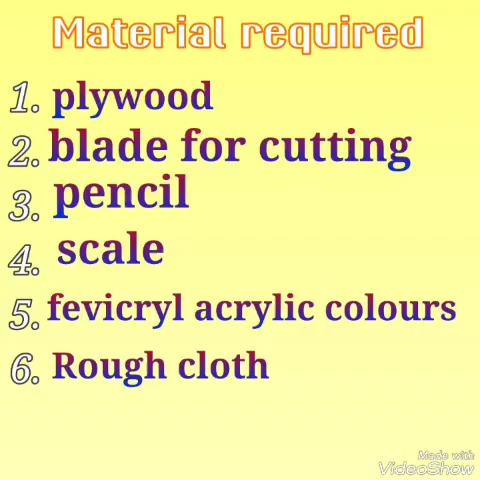 Material required
1. plywood
2. blade for cutting
3. pencil
4. scale
5. fevicryl acrylic colours
6. Rough cloth
Made with
VideoShow